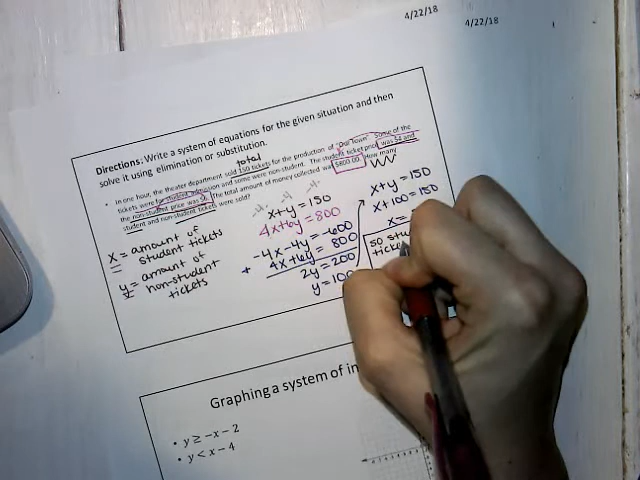 4/22/18
4/22/18
Directions: Write a system of equations for the given situation and then
solve it using elimination or substitution.
total
• In one hour, the theater department sold 150 tickets for the production of "Our Town" Some of the
tickets were for student admission and some were non-student. The student ticket price was $4 and
the non-student price was $6. The total amount of money collected was $800.00. How many
student and non-student tickets were sold?
-4 -4 -4
x+y=150
4x+6y=800
-4x-4y=-600
+ 4x+6y=800
2y=200
y=100
x+y=150
x+100=150
x=
50 stu
ticke
x= amount of
student tickets
y= amount of
non-student
tickets
Graphing a system of in
• y ≥ -x - 2
• y < x - 4